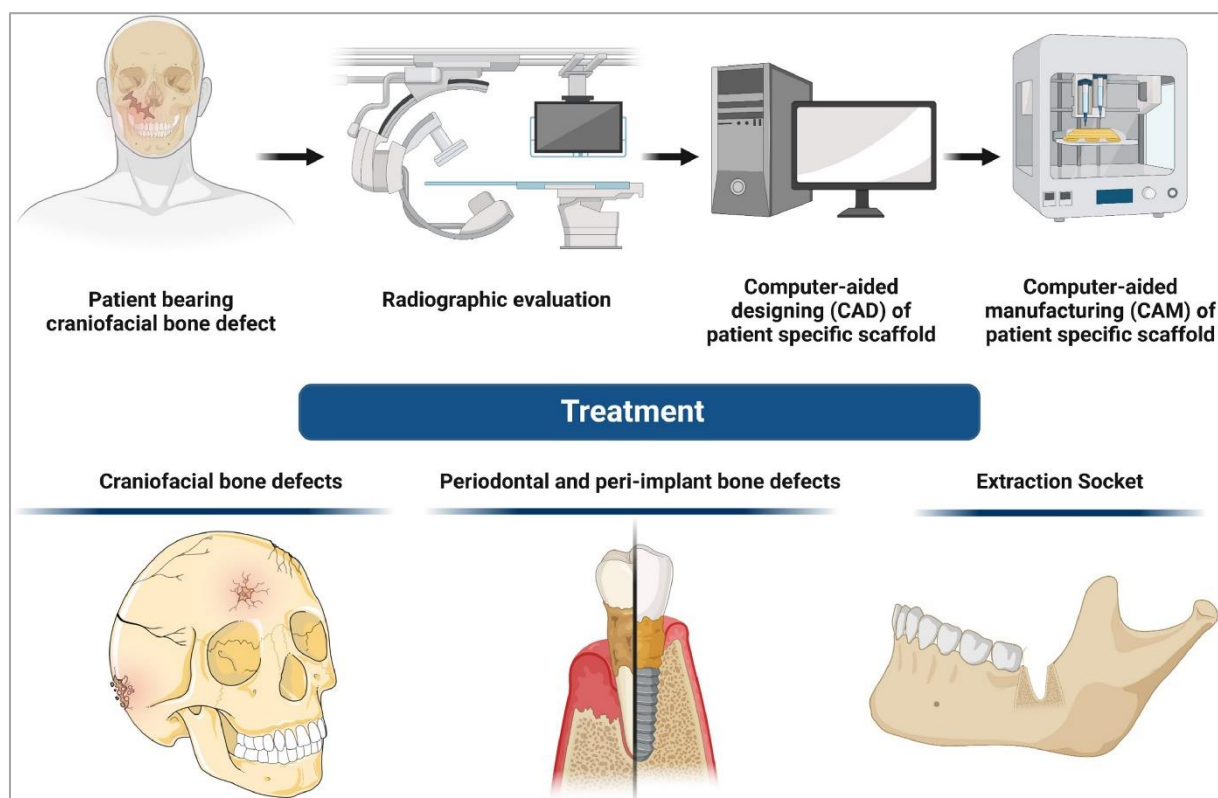 Patient bearing
craniofacial bone defect
Radiographic evaluation
Computer-aided
designing (CAD) of
patient specific scaffold
Computer-aided
manufacturing (CAM) of
patient specific scaffold
Treatment
Craniofacial bone defects
Periodontal and peri-implant bone defects
Extraction Socket